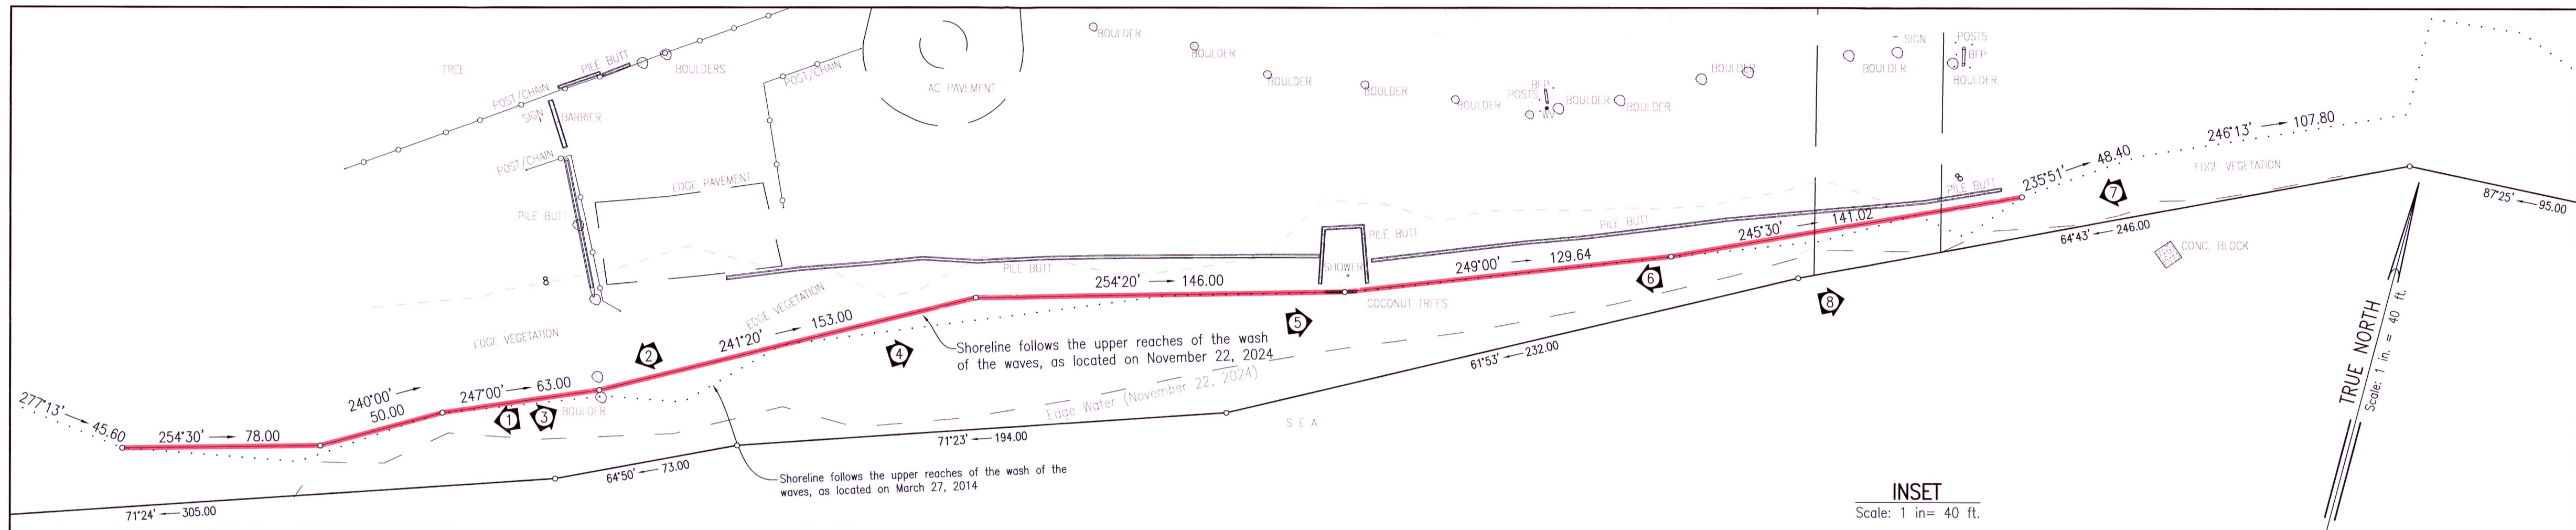 TREL
PILE BUTT
BOULDERS
POST/CHAIN
SIGN
BARRIER
POST/CHAIN
POST/CHAIN
AC PAVEMENT
BOULDER
BOULDER
BOULDER
BOULDER
BOULDER
BFP
POSTS
WV
BOULDER
BOULDER
BOULDER
BOULDER
SIGN
POSTS
BFP
BOULDER
EDGE PAVEMENT
PILE BUTT
8
EDGE VEGETATION
EDGE VEGETATION
PILE BUTT
PILE BUTT
SHOWER
COCONUT TREES
PILE BUTT
PILE BUTT
8
EDGE VEGETATION
CONC. BLOCK
277°13' 45.60
254°30' 78.00
240°00'
50.00
247°00' 63.00
BOULDER
241°20' 153.00
254°20' 146.00
249°00' 129.64
245°30' 141.02
235°51' 48.40
246°13' 107.80
87°25' 95.00
64°43' 246.00
61°53' 232.00
71°23' 194.00
64°50' 73.00
71°24' 305.00
1
2
3
4
5
6
7
8
Shoreline follows the upper reaches of the wash
of the waves, as located on November 22, 2024
Edge Water (November 22, 2024)
SEA
Shoreline follows the upper reaches of the wash of the
waves, as located on March 27, 2014
INSET
Scale: 1 in= 40 ft.
TRUE NORTH
Scale: 1 in. = 40 ft.